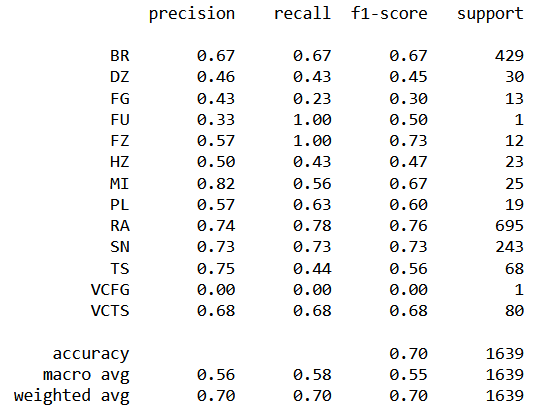 precision recall f1-score support
BR 0.67 0.67 0.67 429
DZ 0.46 0.43 0.45 30
FG 0.43 0.23 0.30 13
FU 0.33 1.00 0.50 1
FZ 0.57 1.00 0.73 12
HZ 0.50 0.43 0.47 23
MI 0.82 0.56 0.67 25
PL 0.57 0.63 0.60 19
RA 0.74 0.78 0.76 695
SN 0.73 0.73 0.73 243
TS 0.75 0.44 0.56 68
VCFG 0.00 0.00 0.00 1
VCTS 0.68 0.68 0.68 80
accuracy 0.70 1639
macro avg 0.56 0.58 0.55 1639
weighted avg 0.70 0.70 0.70 1639